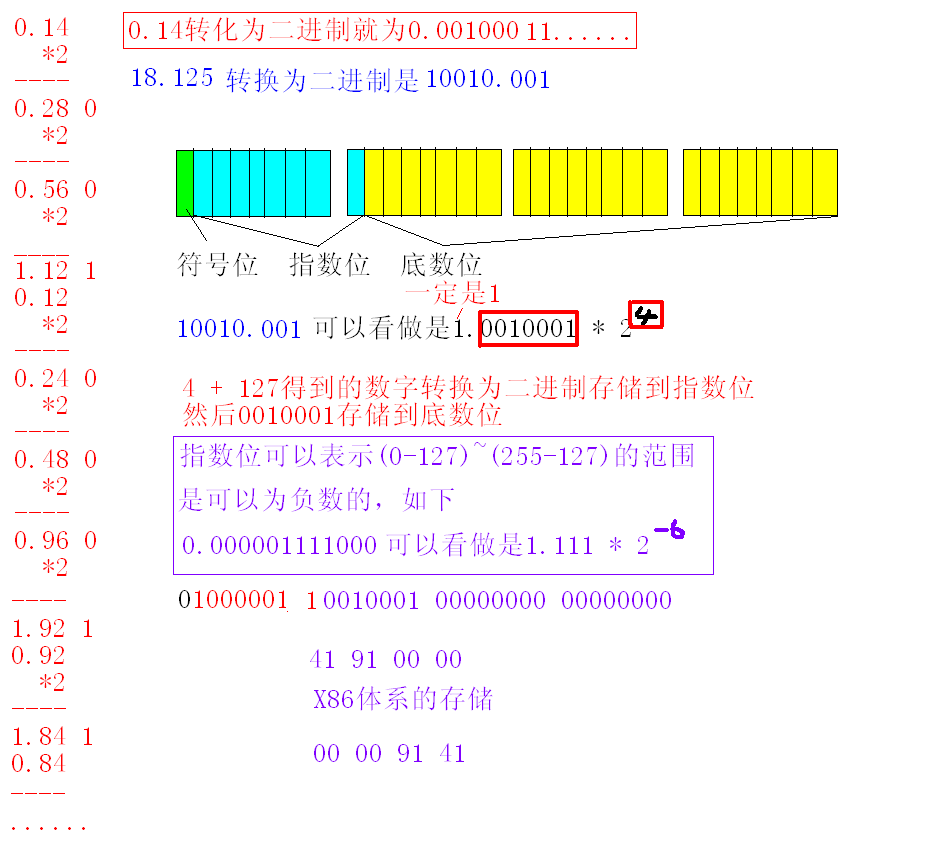 0.14
*2
----
0.28 0
*2
----
0.56 0
*2
----
1.12 1
0.12
*2
----
0.24 0
*2
----
0.48 0
*2
----
0.96 0
*2
----
1.92 1
0.92
*2
----
1.84 1
0.84
----
......
0.14转化为二进制就为0.00100011......
18.125 转换为二进制是10010.001
符号位 指数位 底数位
一定是1
10010.001 可以看做是1.0010001 * 2 4
4 + 127得到的数字转换为二进制存储到指数位
然后0010001存储到底数位
指数位可以表示(0-127)~(255-127)的范围
是可以为负数的，如下
0.000001111000 可以看做是1.111 * 2 -6
01000001 10010001 00000000 00000000
41 91 00 00
X86体系的存储
00 00 91 41